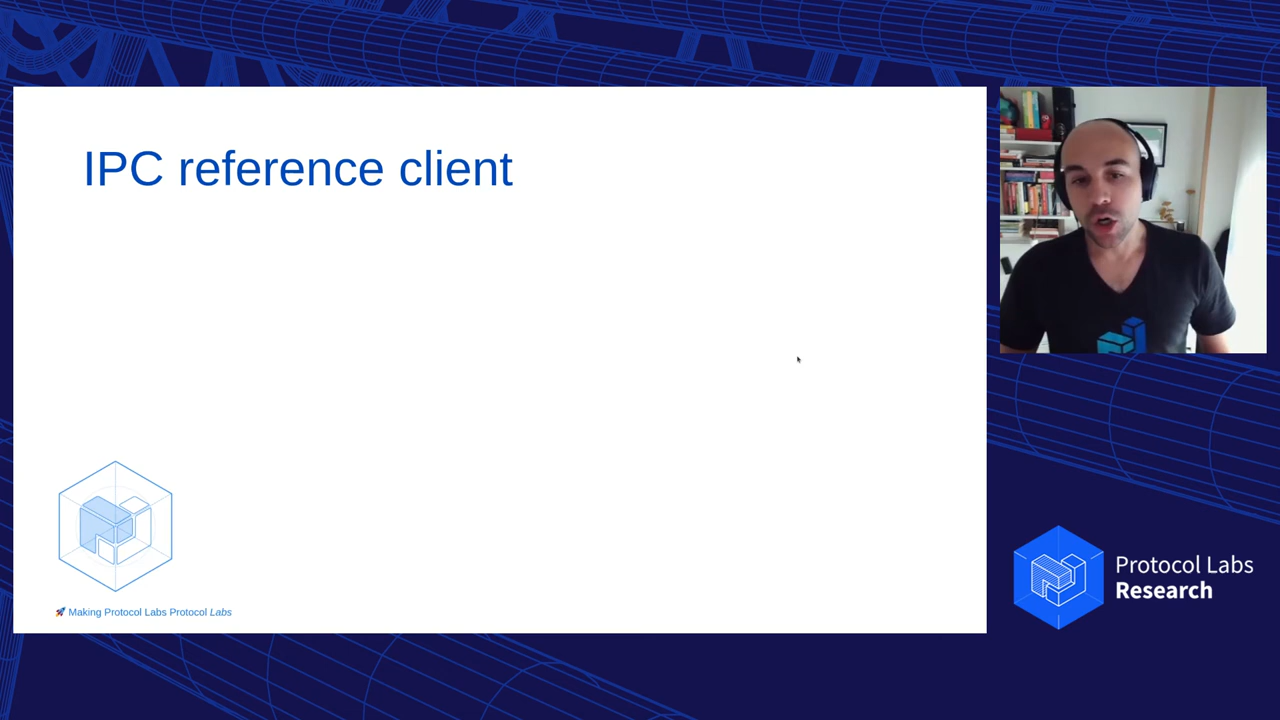 IPC reference client
🚀 Making Protocol Labs Protocol Labs
Protocol Labs
Research